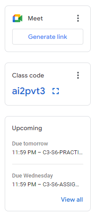 Meet
Generate link
Class code
ai2pvt3
Upcoming
Due tomorrow
11:59 PM – C3-S6-PRACTI...
Due Wednesday
11:59 PM – C3-S6-ASSIG...
View all